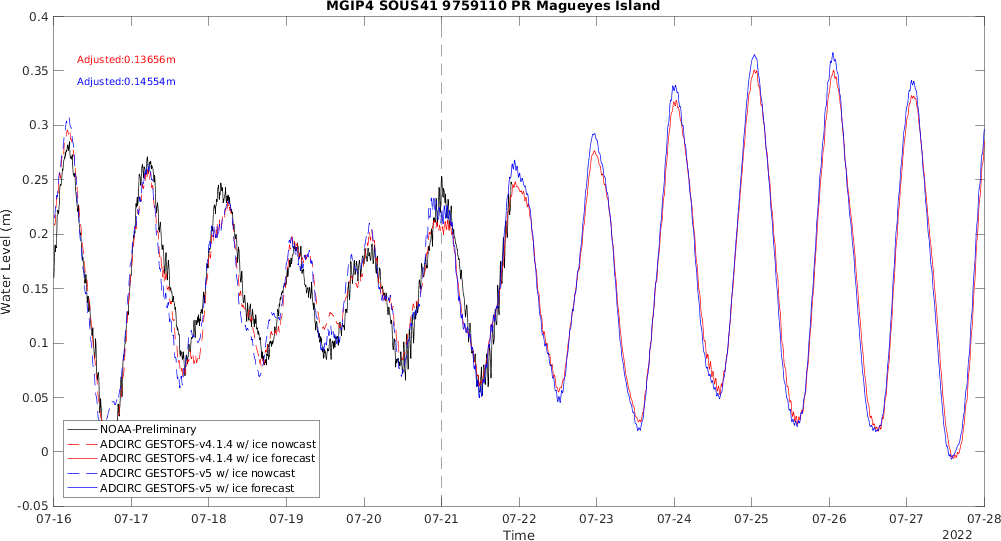 MGIP4 SOUS41 9759110 PR Magueyes Island
0.4
0.35
0.3
0.25
0.2
0.15
0.1
0.05
0
-0.05
Water Level (m)
Adjusted:0.13656m
Adjusted:0.14554m
NOAA-Preliminary
ADCIRC GESTOFS-v4.1.4 w/ ice nowcast
ADCIRC GESTOFS-v4.1.4 w/ ice forecast
ADCIRC GESTOFS-v5 w/ ice nowcast
ADCIRC GESTOFS-v5 w/ ice forecast
07-16 07-17 07-18 07-19 07-20 07-21 07-22 07-23 07-24 07-25 07-26 07-27 07-28
Time
2022